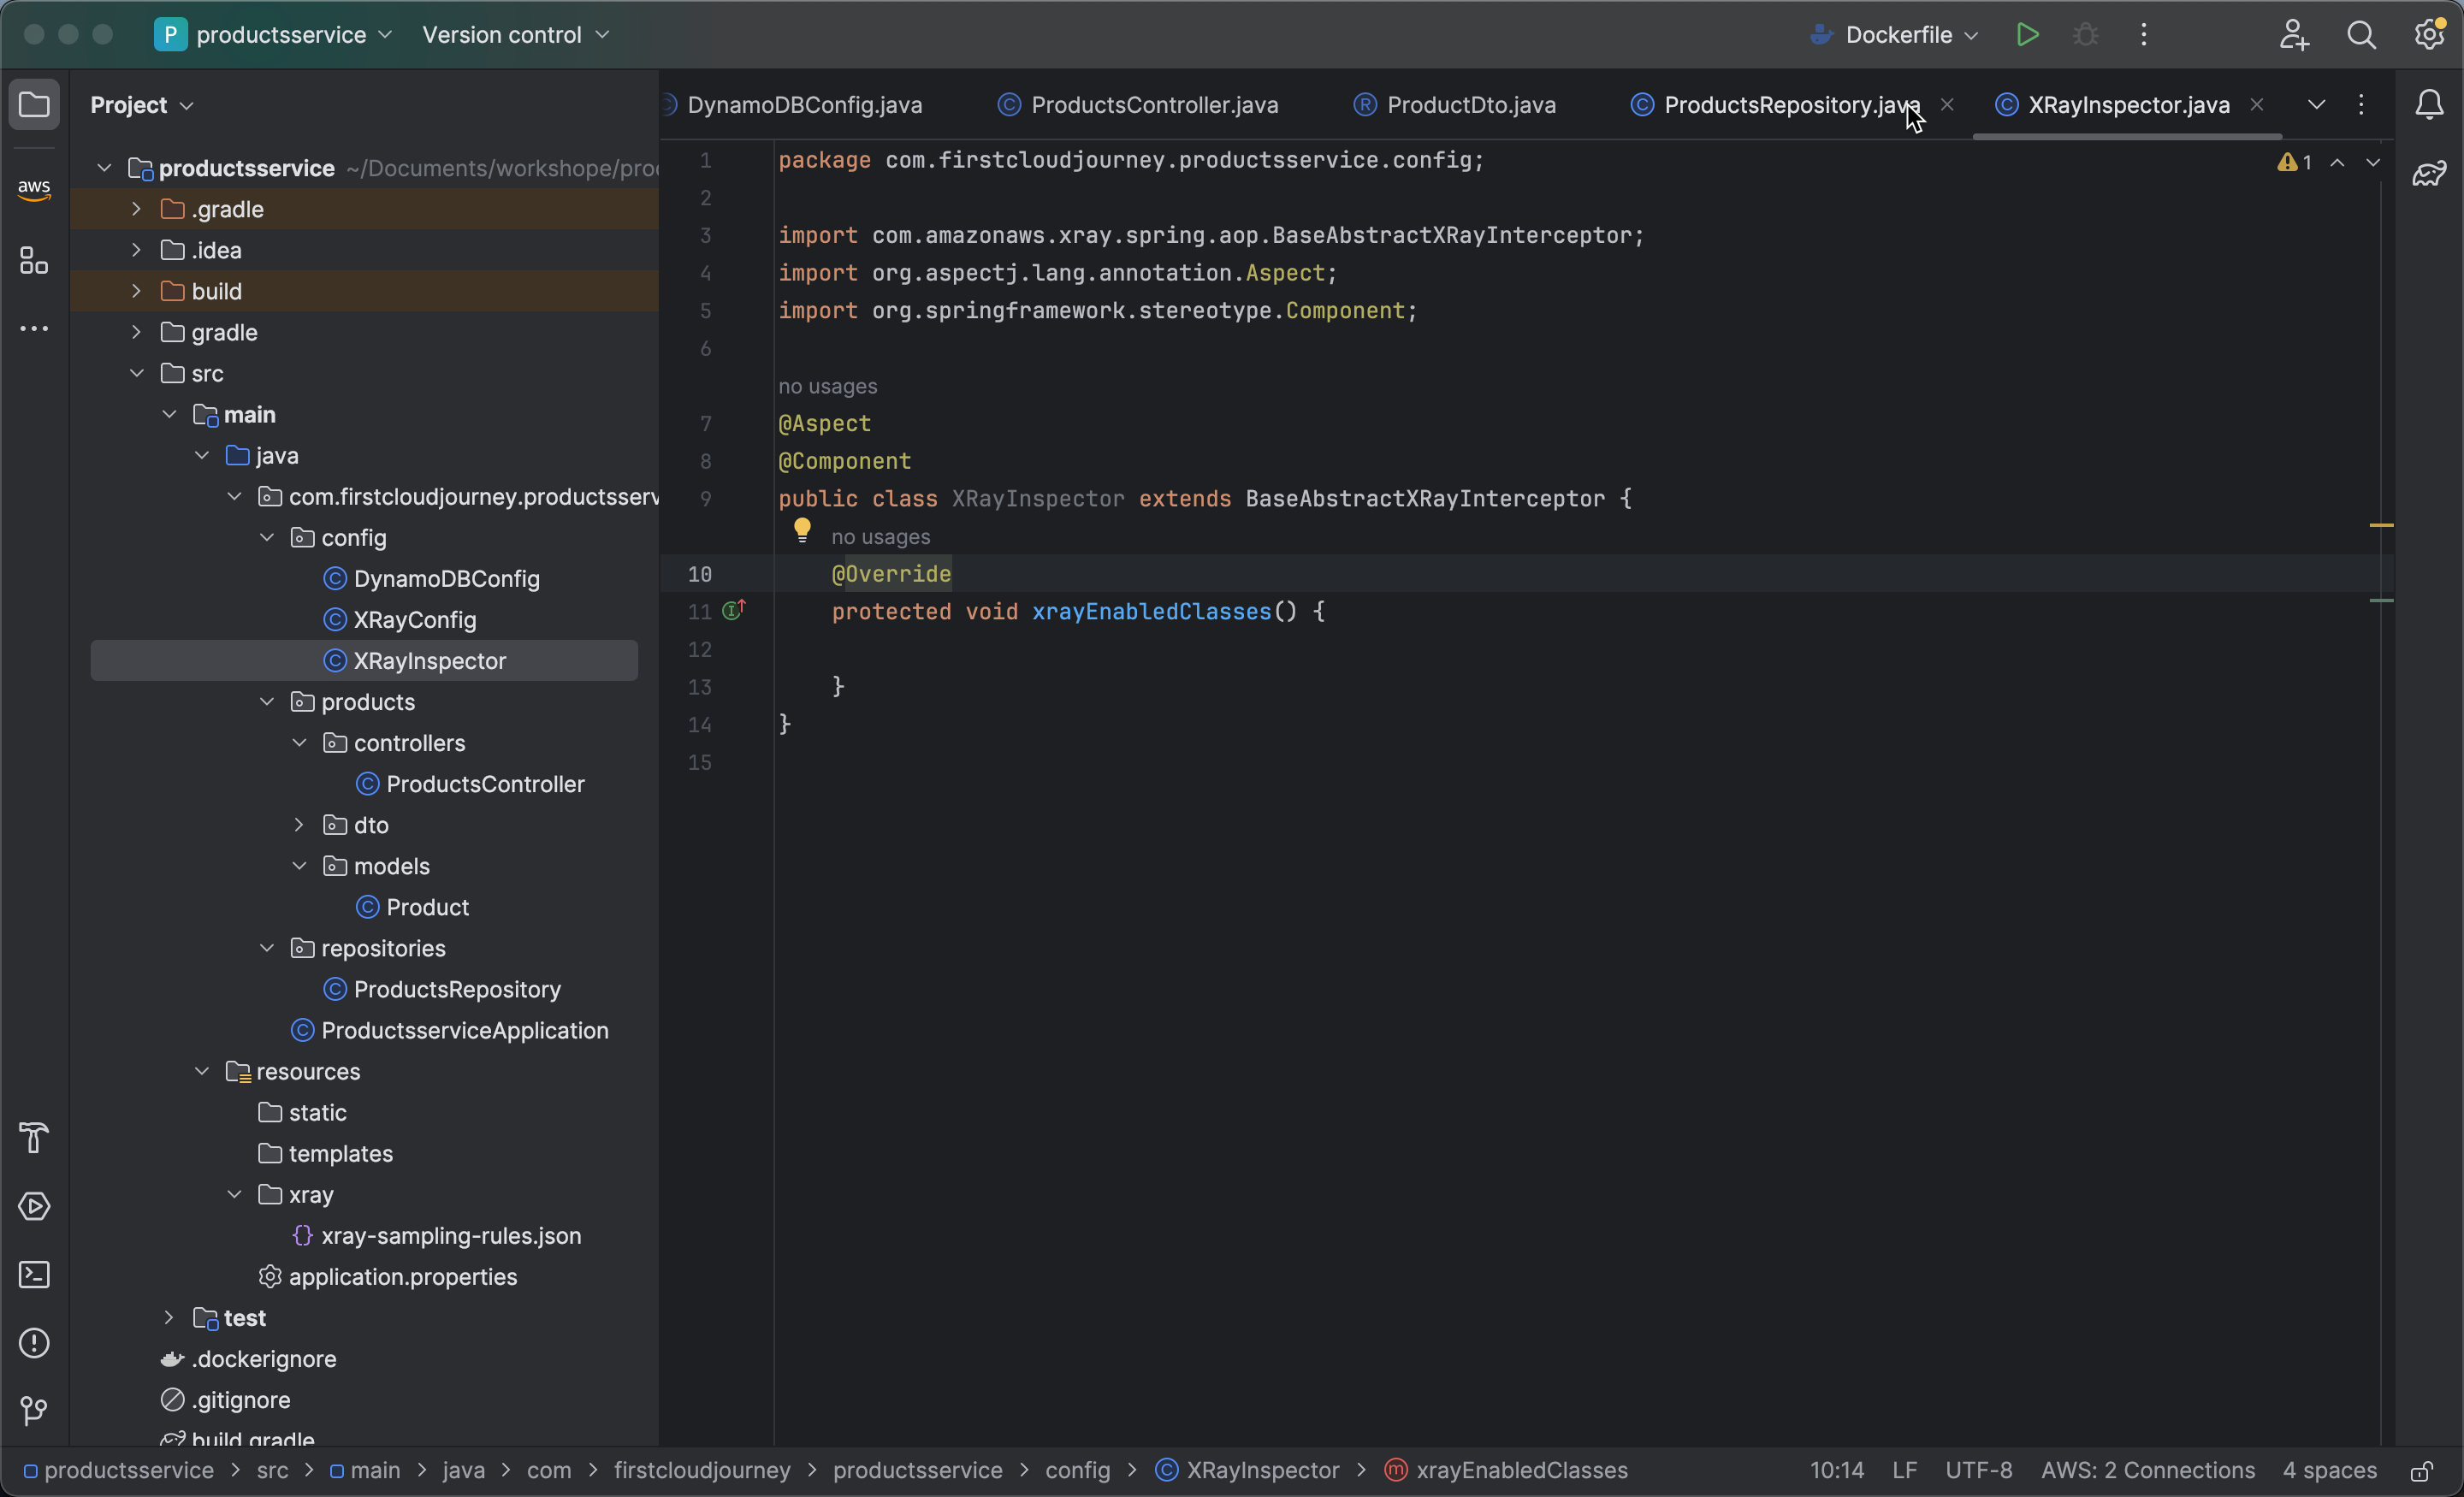 P productsservice Version control Dockerfile
Project
DynamoDBConfig.java ProductsController.java ProductDto.java ProductsRepository.java XRayInspector.java
aws
productsservice ~/Documents/workshope/proc
.gradle
.idea
build
gradle
src
main
java
com.firstcloudjourney.productsserv
config
DynamoDBConfig
XRayConfig
XRayInspector
products
controllers
ProductsController
dto
models
Product
repositories
ProductsRepository
ProductsserviceApplication
resources
static
templates
xray
xray-sampling-rules.json
application.properties
test
.dockerignore
.gitignore
build.gradle
1 package com.firstcloudjourney.productsservice.config;
2
3 import com.amazonaws.xray.spring.aop.BaseAbstractXRayInterceptor;
4 import org.aspectj.lang.annotation.Aspect;
5 import org.springframework.stereotype.Component;
6
no usages
7 @Aspect
8 @Component
9 public class XRayInspector extends BaseAbstractXRayInterceptor {
no usages
10 @Override
11 protected void xrayEnabledClasses() {
12
13 }
14 }
15
1
productsservice > src > main > java > com > firstcloudjourney > productsservice > config > XRayInspector > xrayEnabledClasses 10:14 LF UTF-8 AWS: 2 Connections 4 spaces